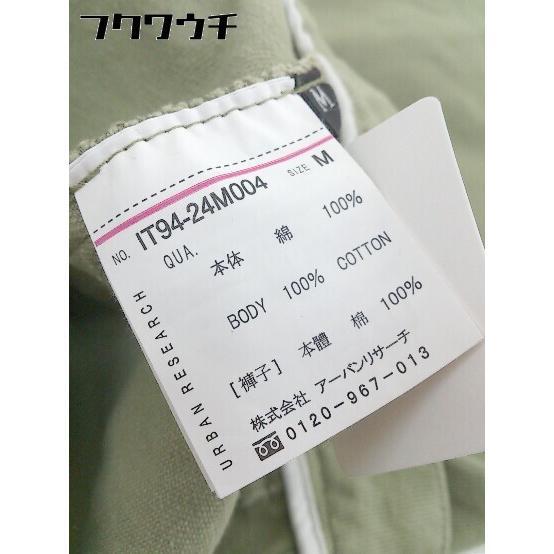 フクワウチ
M
NO. IT94-24M004 SIZE M
QUA.
本体 綿 100%
BODY 100% COTTON
[褲子] 本體 棉 100%
株式会社 アーバンリサーチ
0120-967-013
URBAN RESEARCH